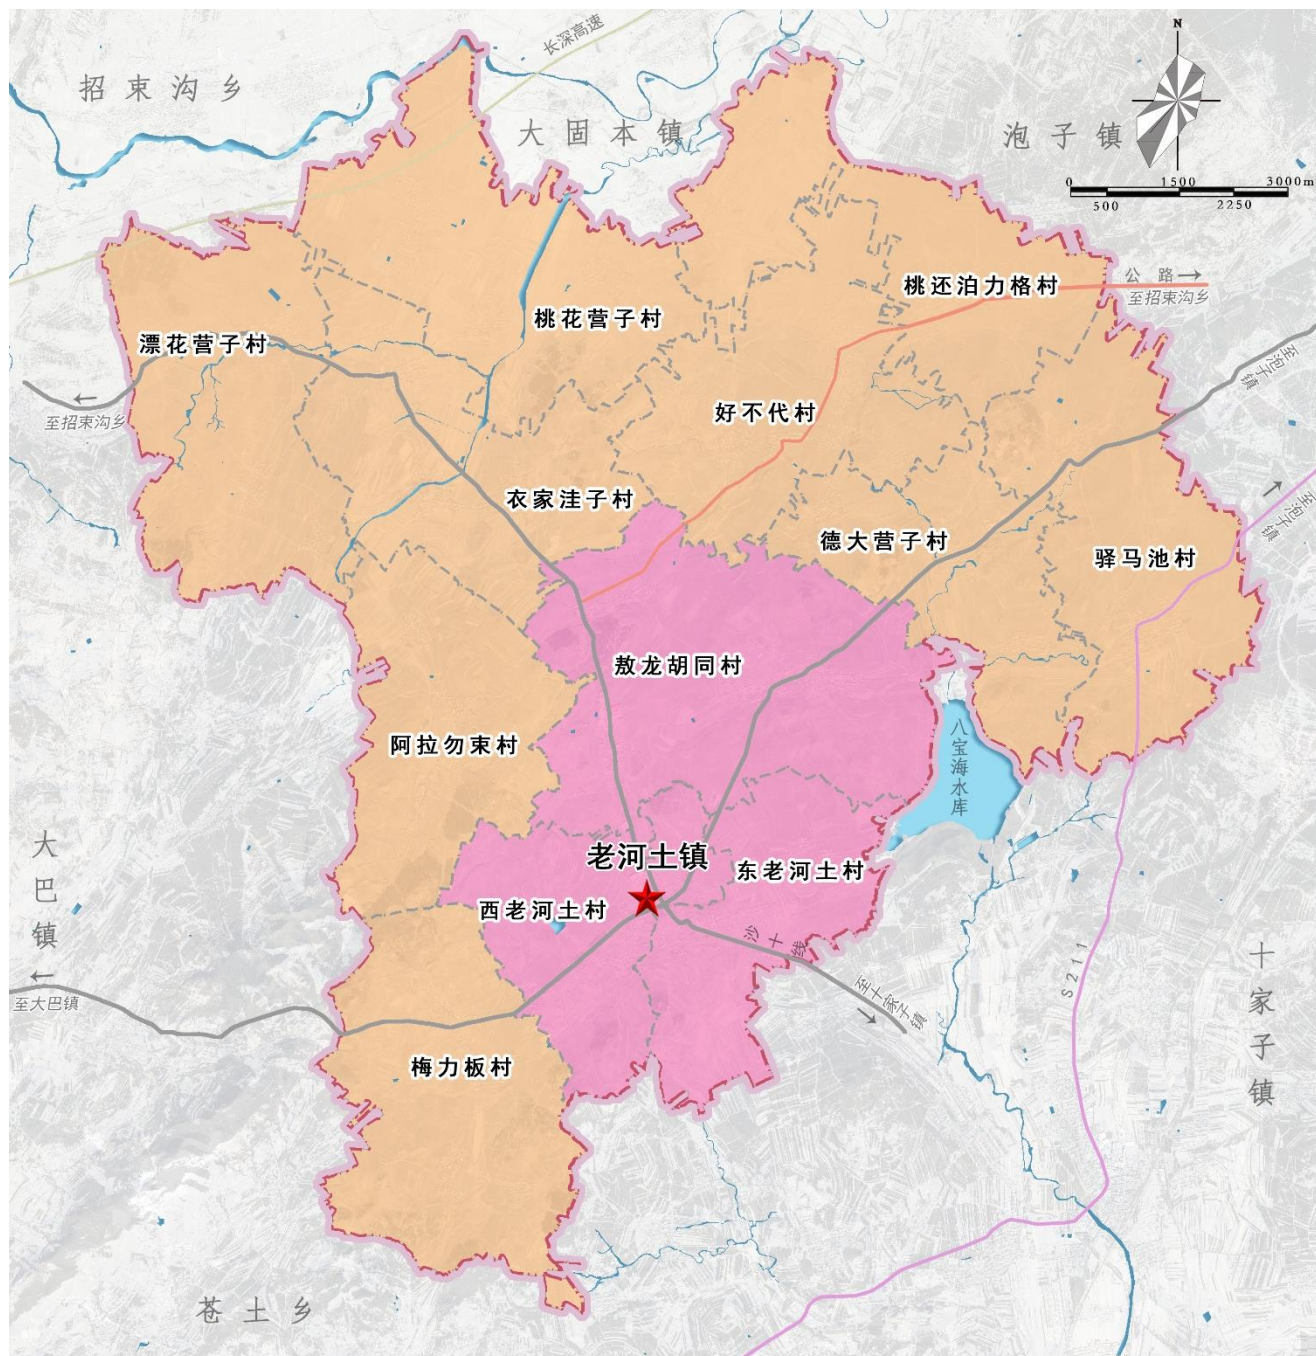 长深高速
招束沟乡
大固本镇
泡子镇
N
0 1500 3000m
500 2250
公路→
至招束沟乡
桃还泊力格村
桃花营子村
漂花营子村
←
至招束沟乡
至泡子镇
好不代村
衣家洼子村
德大营子村
驿马池村
至泡子镇
敖龙胡同村
阿拉勿束村
八宝海水库
老河土镇
东老河土村
西老河土村
大巴镇
沙十线
←
至大巴镇
至十家子镇
S211
十家子镇
梅力板村
苍土乡